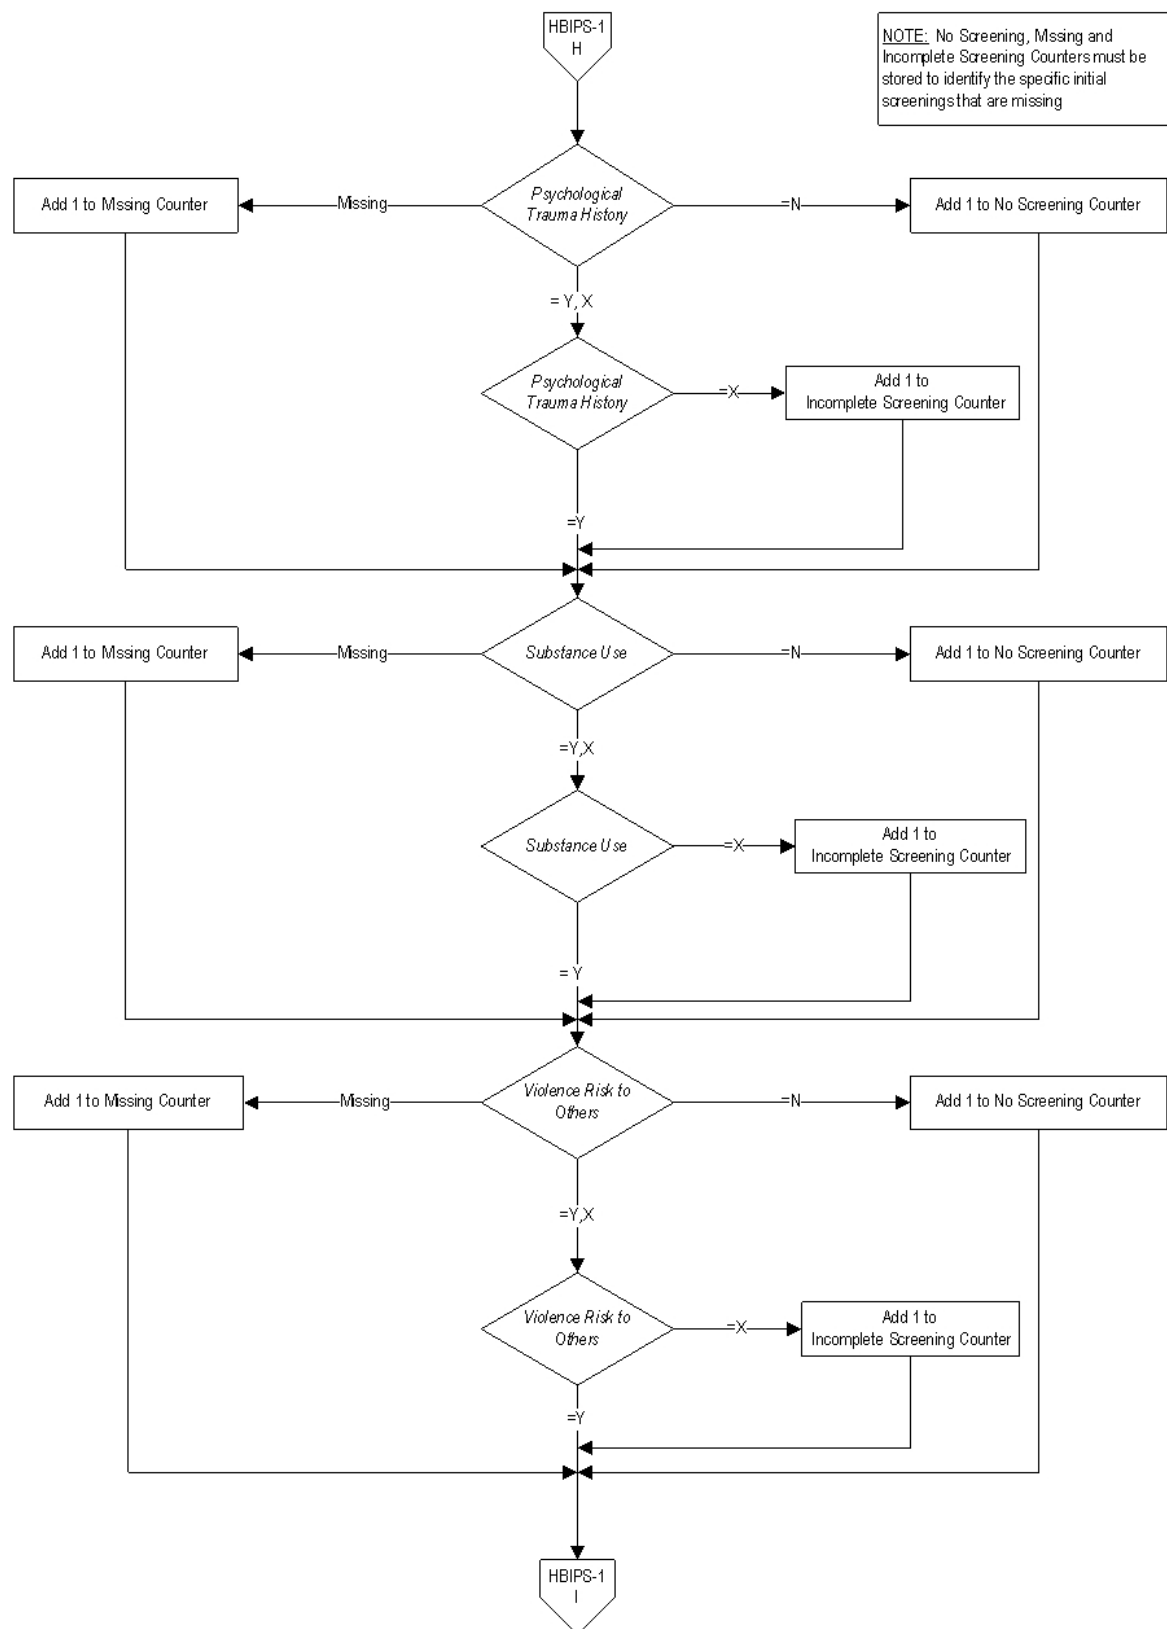 HBIPS-1
H
NOTE: No Screening, Mssing and
Incomplete Screening Counters must be
stored to identify the specific initial
screenings that are missing
Psychological
Trauma History
Add 1 to Mssing Counter
Missing
=N
Add 1 to No Screening Counter
= Y, X
Psychological
Trauma History
=X
Add 1 to
Incomplete Screening Counter
=Y
Add 1 to Mssing Counter
Missing
Substance Use
=N
Add 1 to No Screening Counter
=Y,X
Substance Use
=X
Add 1 to
Incomplete Screening Counter
= Y
Violence Risk to
Others
Add 1 to Missing Counter
Missing
=N
Add 1 to No Screening Counter
=Y,X
Violence Risk to
Others
=X
Add 1 to
Incomplete Screening Counter
=Y
HBIPS-1
I